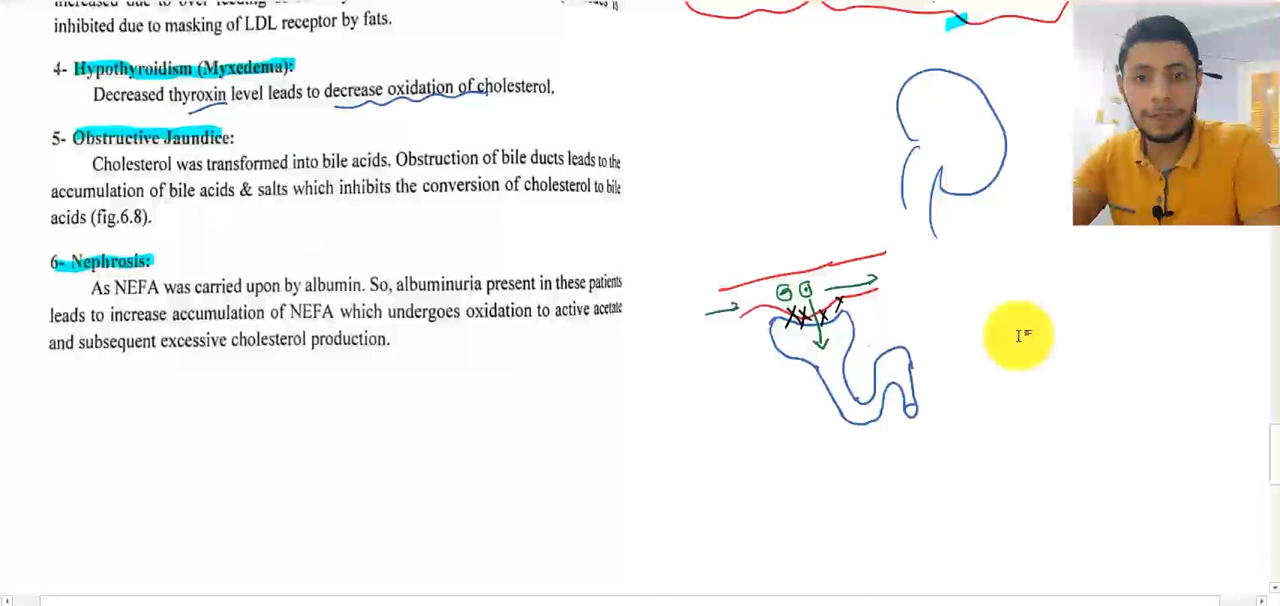 inhibited due to masking of LDL receptor by fats.
4- Hypothyroidism (Myxedema):
Decreased thyroxin level leads to decrease oxidation of cholesterol.
5- Obstructive Jaundice:
Cholesterol was transformed into bile acids. Obstruction of bile ducts leads to the
accumulation of bile acids & salts which inhibits the conversion of cholesterol to bile
acids (fig.6.8).
6- Nephrosis:
As NEFA was carried upon by albumin. So, albuminuria present in these patients
leads to increase accumulation of NEFA which undergoes oxidation to active acetate
and subsequent excessive cholesterol production.